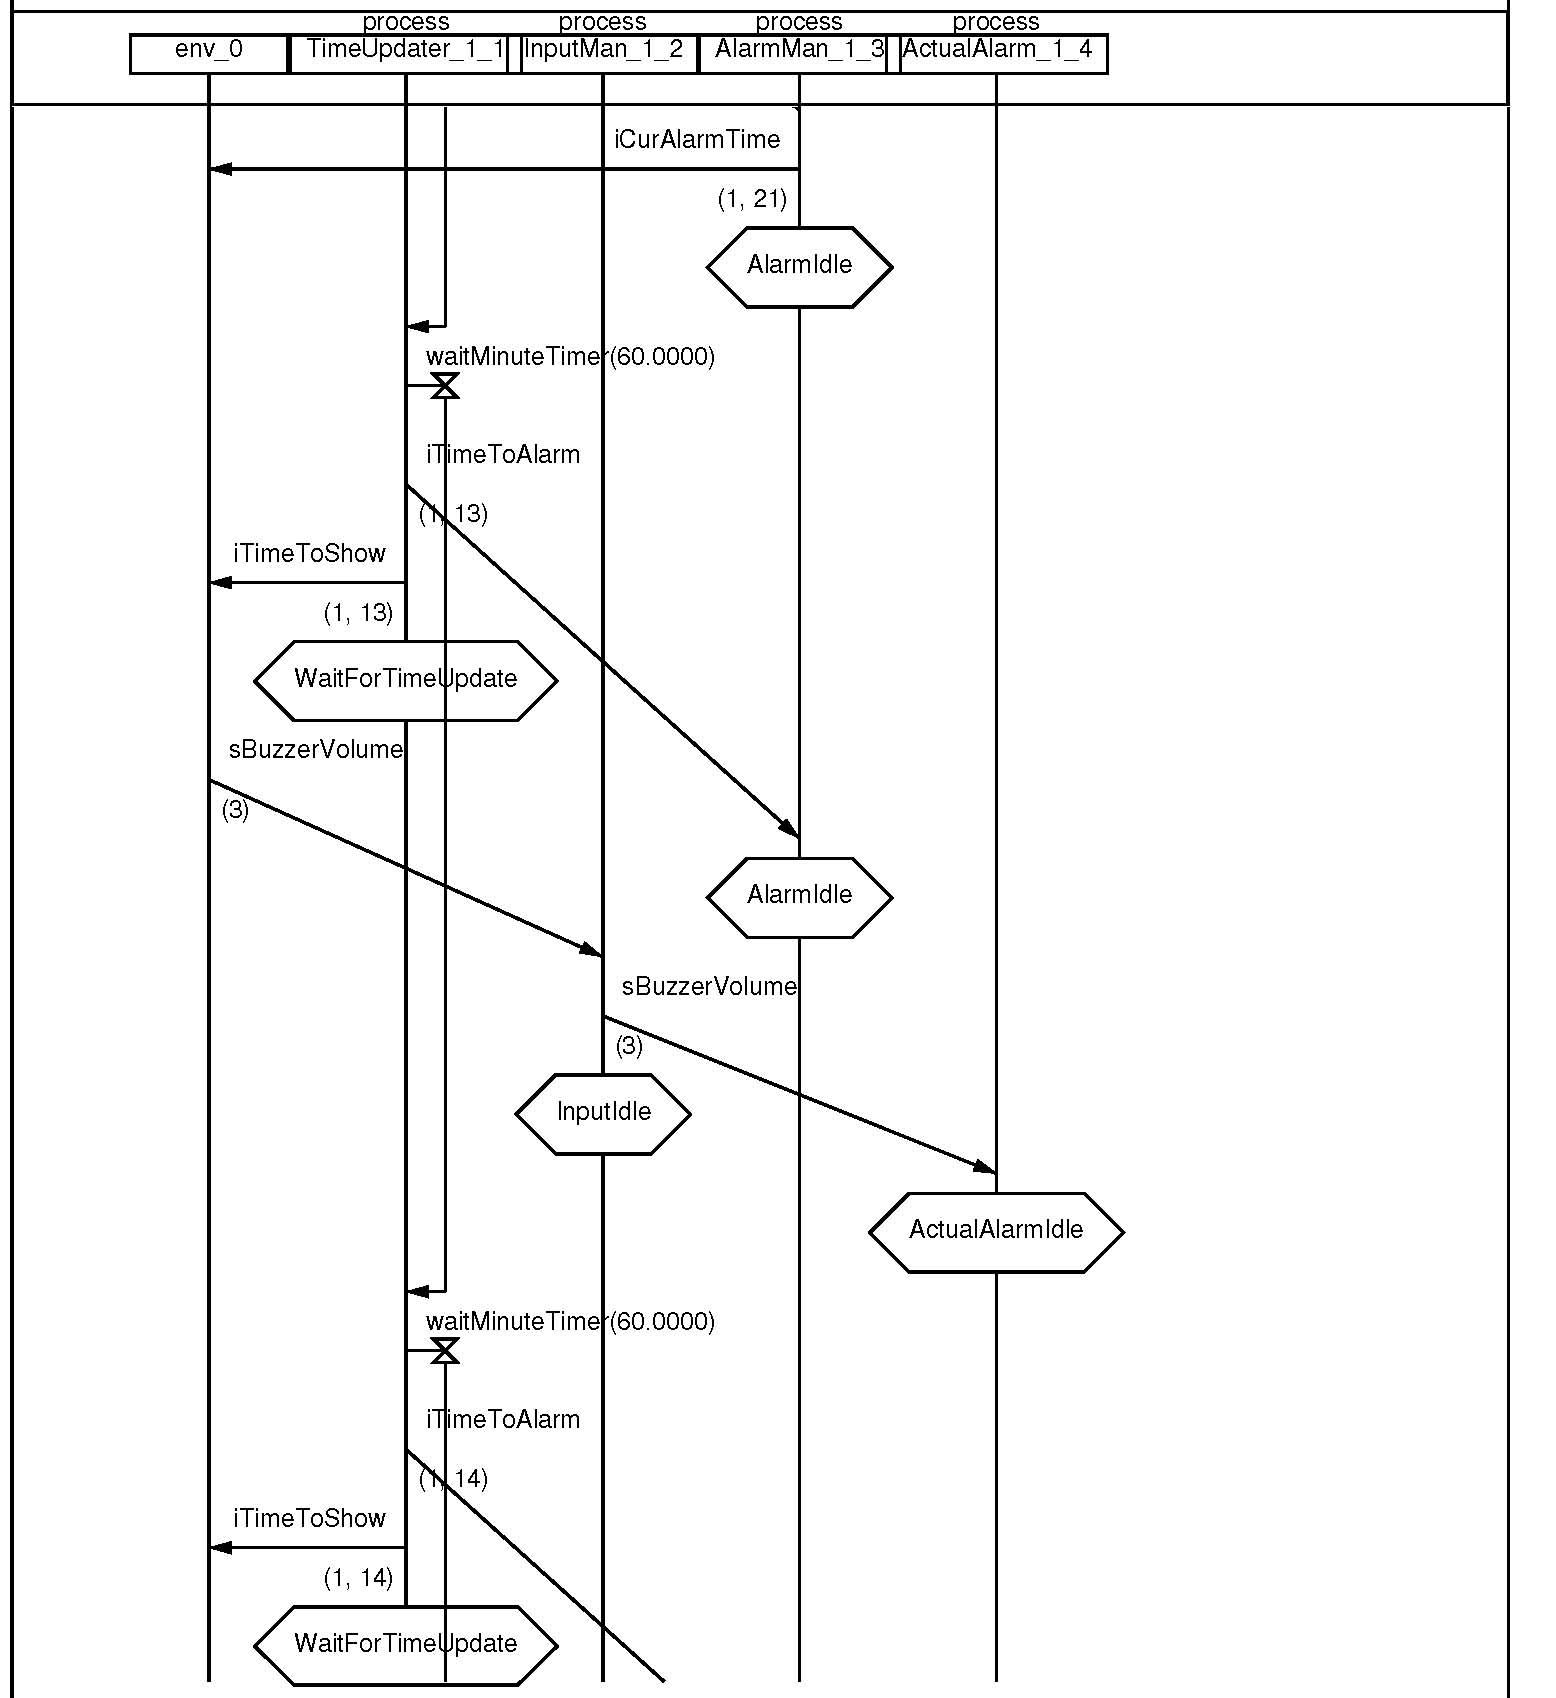 process process process process
env_0 TimeUpdater_1_1 InputMan_1_2 AlarmMan_1_3 ActualAlarm_1_4
iCurAlarmTime
(1, 21)
AlarmIdle
waitMinuteTimer(60.0000)
iTimeToAlarm
(1, 13)
iTimeToShow
(1, 13)
WaitForTimeUpdate
sBuzzerVolume
(3)
AlarmIdle
sBuzzerVolume
(3)
InputIdle
ActualAlarmIdle
waitMinuteTimer(60.0000)
iTimeToAlarm
(1, 14)
iTimeToShow
(1, 14)
WaitForTimeUpdate